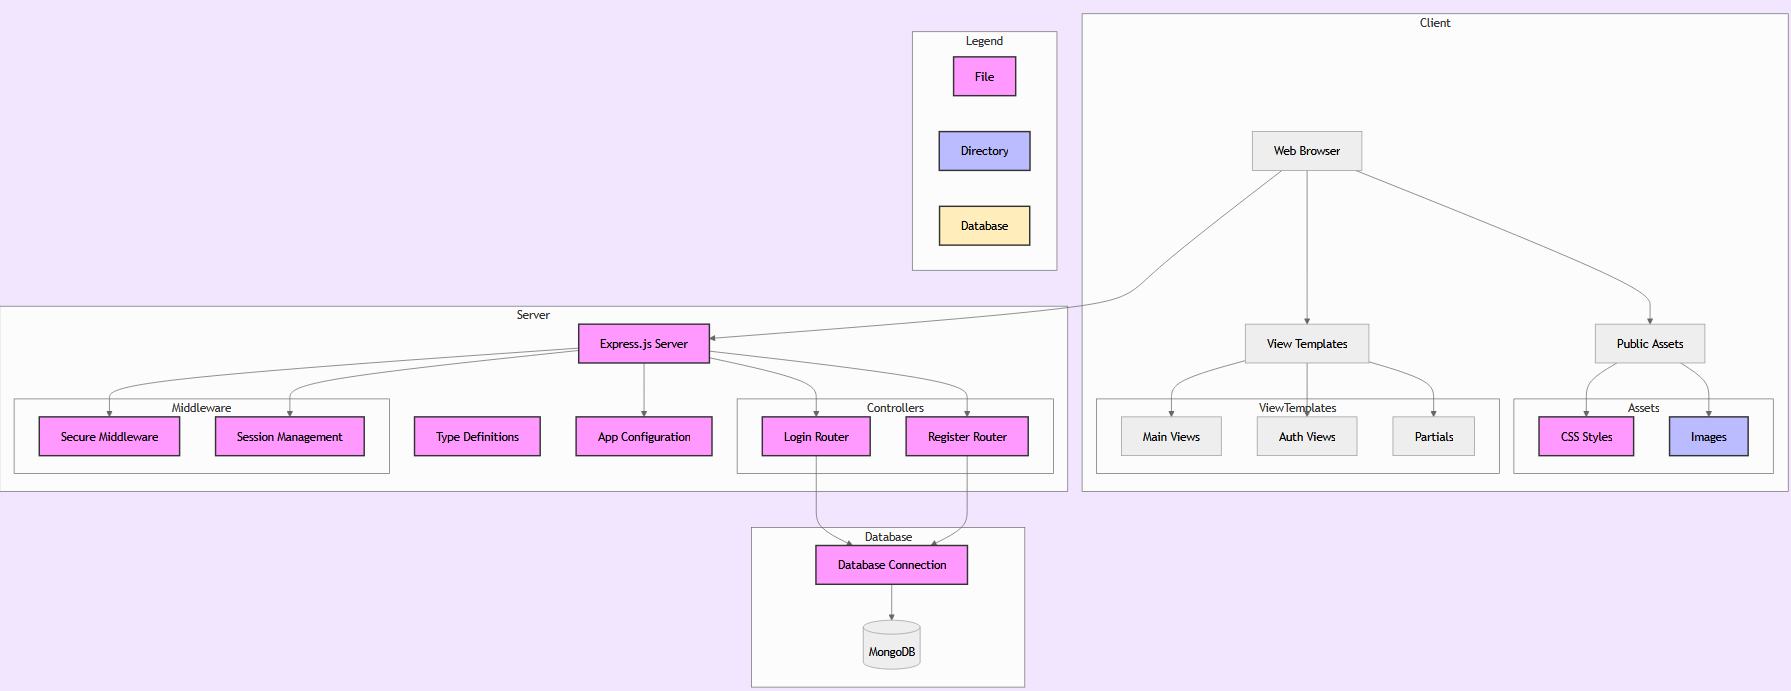 Client
Legend
File
Directory
Database
Web Browser
View Templates
Public Assets
Server
Express.js Server
Middleware
Secure Middleware
Session Management
Type Definitions
App Configuration
Controllers
Login Router
Register Router
ViewTemplates
Main Views
Auth Views
Partials
Assets
CSS Styles
Images
Database
Database Connection
MongoDB